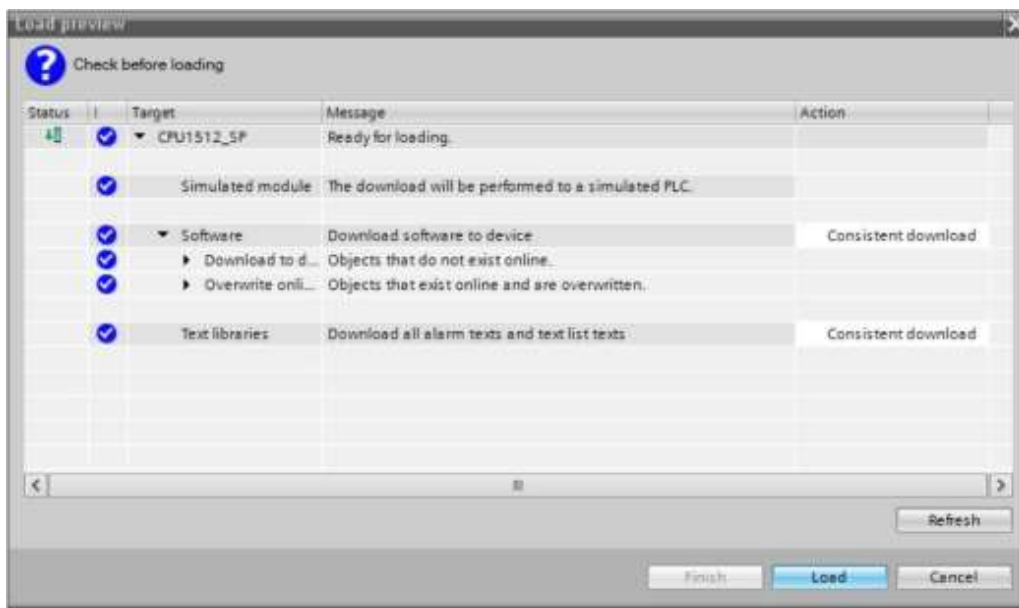 Load preview
Check before loading
Status ! Target Message Action
CPU1512_SP Ready for loading.
Simulated module The download will be performed to a simulated PLC.
Software Download software to device Consistent download
Download to d... Objects that do not exist online.
Overwrite onli... Objects that exist online and are overwritten.
Text libraries Download all alarm texts and text list texts Consistent download
Refresh
Finish Load Cancel